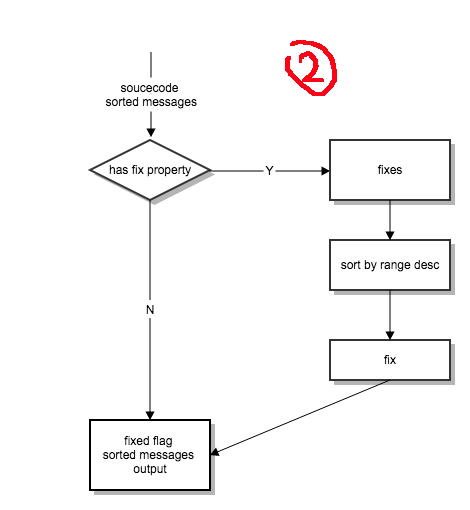 2
soucecode
sorted messages
has fix property
Y
fixes
sort by range desc
N
fix
fixed flag
sorted messages
output